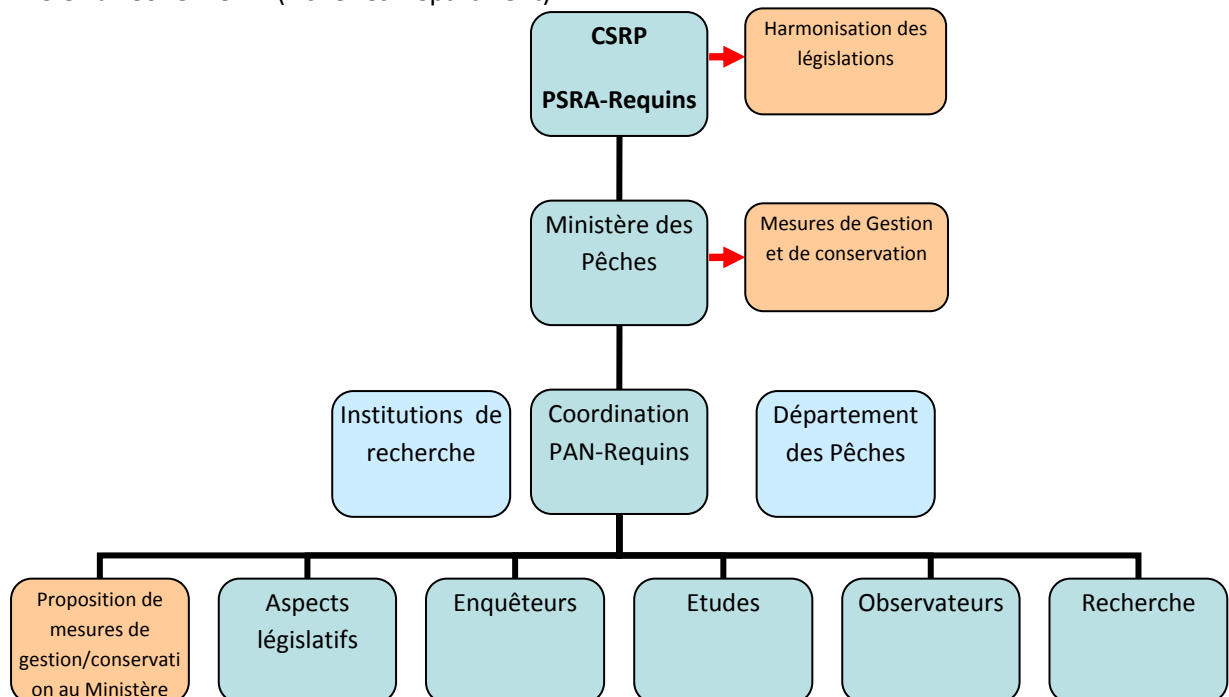 CSRP
PSRA-Requins
Harmonisation des
législations
Ministère des
Pêches
Mesures de Gestion
et de conservation
Institutions de
recherche
Coordination
PAN-Requins
Département
des Pêches
Proposition de
mesures de
gestion/conservati
on au Ministère
Aspects
législatifs
Enquêteurs
Etudes
Observateurs
Recherche